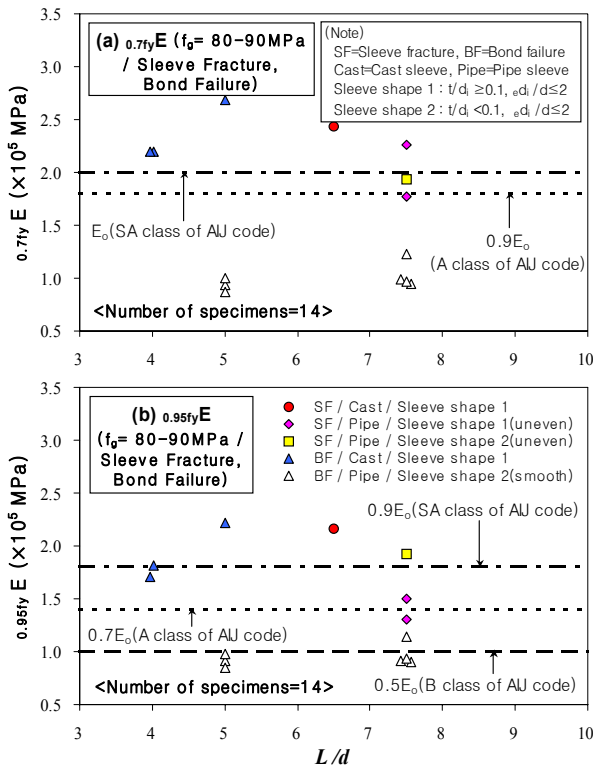 (a) 0.7fyE (fg= 80-90MPa
/ Sleeve Fracture,
Bond Failure)
(Note)
SF=Sleeve fracture, BF=Bond failure
Cast=Cast sleeve, Pipe=Pipe sleeve
Sleeve shape 1 : t/di ≥0.1, edi /d≤2
Sleeve shape 2 : t/di <0.1, edi /d≤2
0.7fy E (×10⁵ MPa)
3.5
3.0
2.5
2.0
1.5
1.0
0.5
Eo(SA class of AIJ code)
0.9Eo
(A class of AIJ code)
<Number of specimens=14>
3 4 5 6 7 8 9 10
(b) 0.95fyE
(fg= 80-90MPa /
Sleeve Fracture,
Bond Failure)
SF / Cast / Sleeve shape 1
SF / Pipe / Sleeve shape 1(uneven)
SF / Pipe / Sleeve shape 2(uneven)
BF / Cast / Sleeve shape 1
BF / Pipe / Sleeve shape 2(smooth)
0.95fy E (×10⁵ MPa)
3.5
3.0
2.5
2.0
1.5
1.0
0.5
0.9Eo(SA class of AIJ code)
0.7Eo(A class of AIJ code)
0.5Eo(B class of AIJ code)
<Number of specimens=14>
3 4 5 6 7 8 9 10
L/d